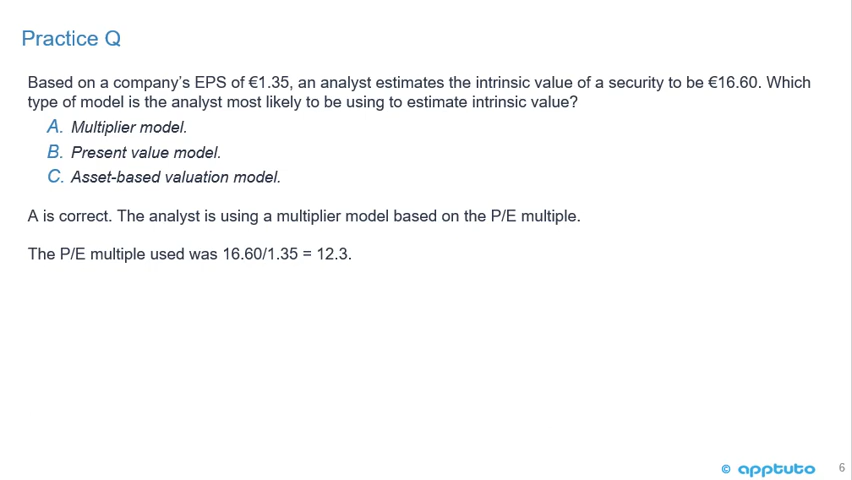 Practice Q
Based on a company's EPS of €1.35, an analyst estimates the intrinsic value of a security to be €16.60. Which
type of model is the analyst most likely to be using to estimate intrinsic value?
A. Multiplier model.
B. Present value model.
C. Asset-based valuation model.
A is correct. The analyst is using a multiplier model based on the P/E multiple.
The P/E multiple used was 16.60/1.35 = 12.3.
© apptuto 6